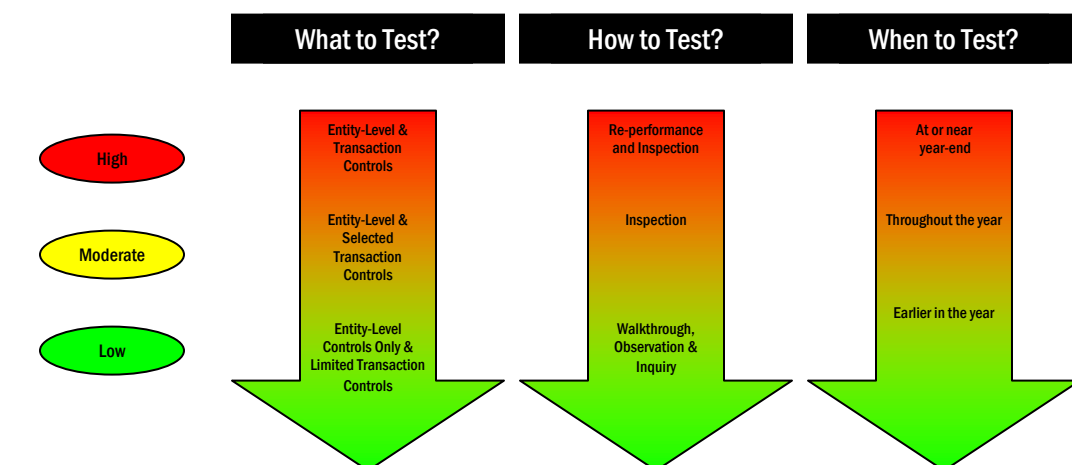 What to Test?
How to Test?
When to Test?
High
Entity-Level &
Transaction
Controls
Re-performance
and Inspection
At or near
year-end
Moderate
Entity-Level &
Selected
Transaction
Controls
Inspection
Throughout the year
Low
Entity-Level
Controls Only &
Limited Transaction
Controls
Walkthrough,
Observation &
Inquiry
Earlier in the year